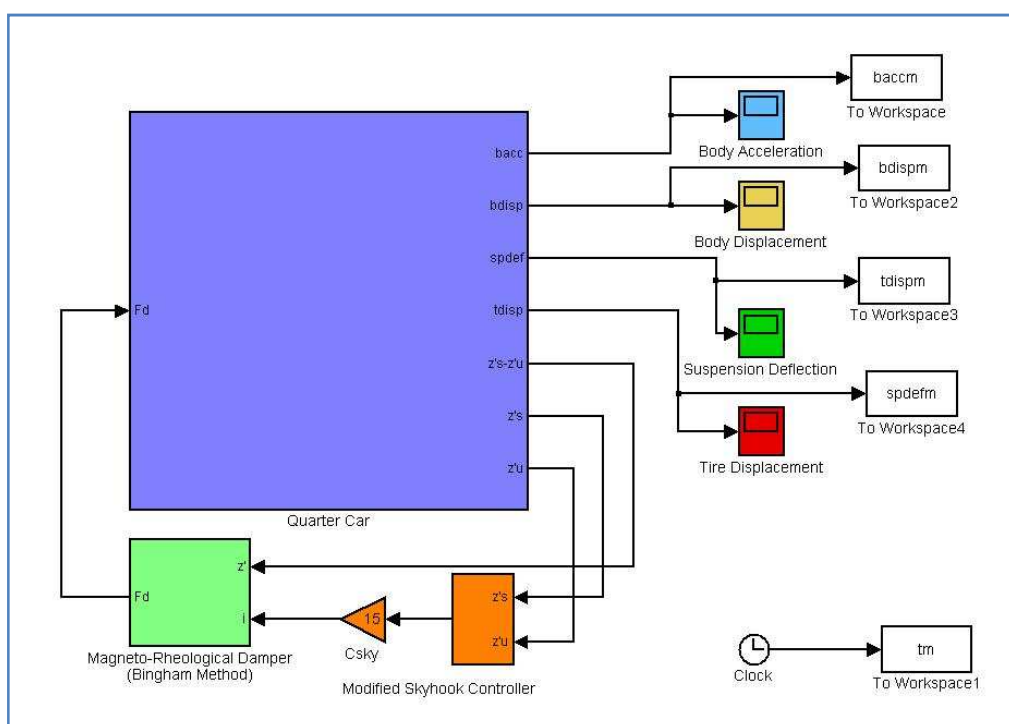 baccm
To Workspace
bacc
Body Acceleration
bdispm
To Workspace2
bdisp
Body Displacement
spdef
tdispm
To Workspace3
Fd
tdisp
Suspension Deflection
z's-z'u
spdefm
To Workspace4
z's
z'u
Tire Displacement
Quarter Car
z'
Fd
i
15
z's
z'u
Csky
Magneto-Rheological Damper
(Bingham Method)
Modified Skyhook Controller
Clock
tm
To Workspace1